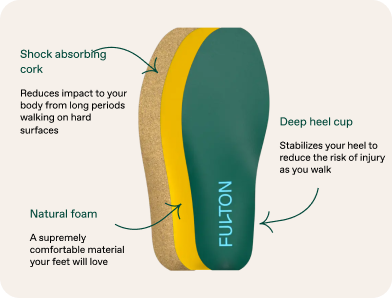 Shock absorbing
cork
Reduces impact to your
body from long periods
walking on hard
surfaces
Deep heel cup
Stabilizes your heel to
reduce the risk of injury
as you walk
Natural foam
A supremely
comfortable material
your feet will love
FULTON